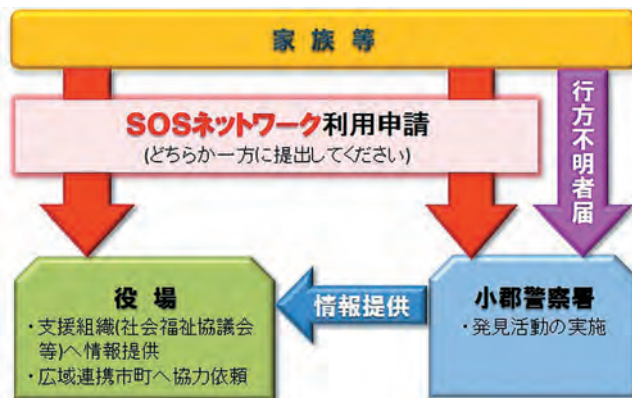 家族等
SOSネットワーク利用申請
(どちらか一方に提出してください)
行方不明者届
役場
・支援組織(社会福祉協議会
等)へ情報提供
・広域連携市町へ協力依頼
情報提供
小郡警察署
・発見活動の実施